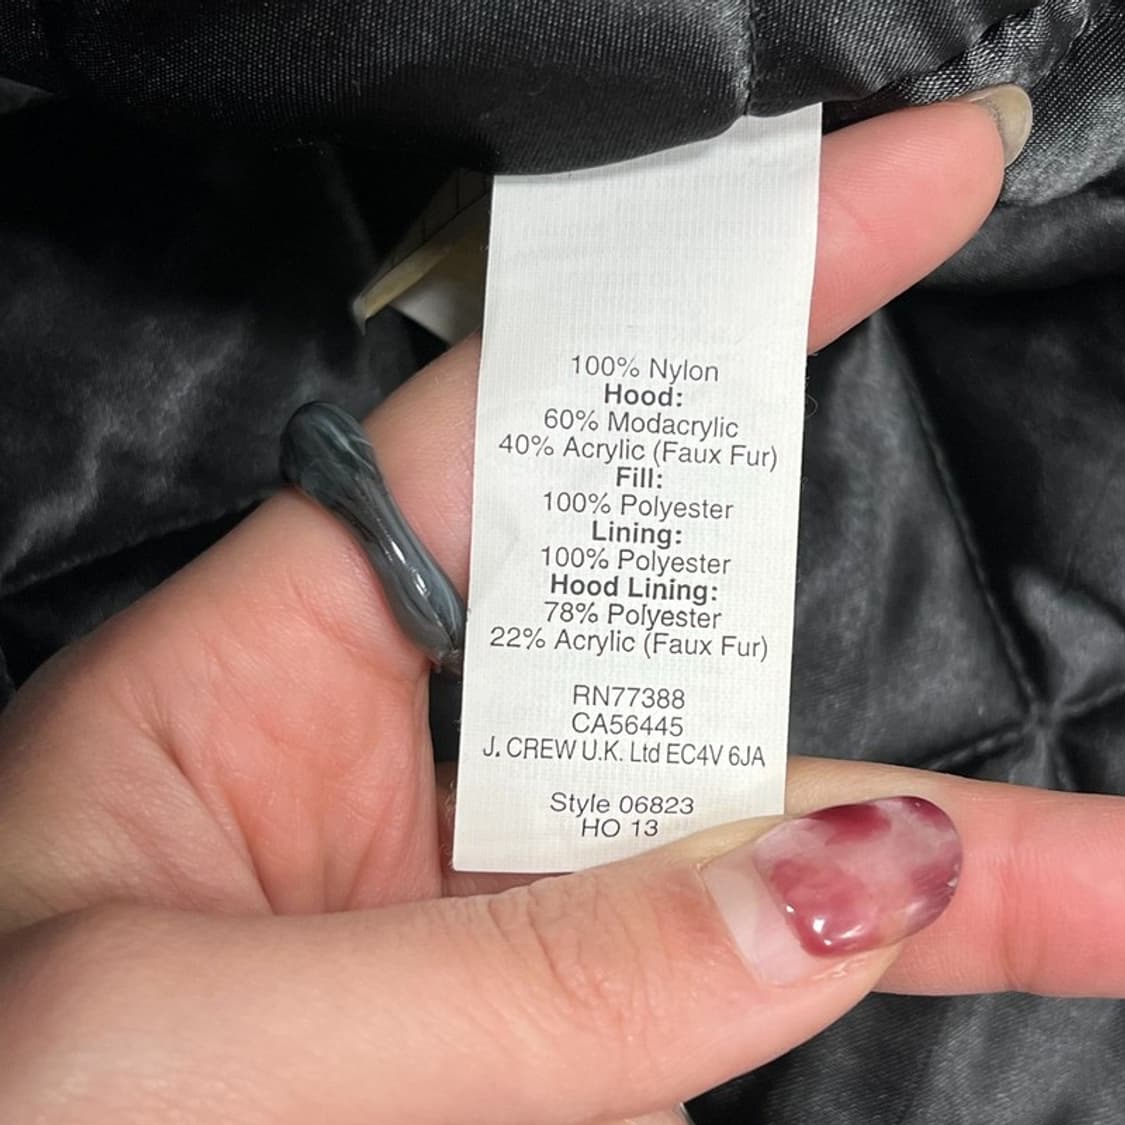 100% Nylon
Hood:
60% Modacrylic
40% Acrylic (Faux Fur)
Fill:
100% Polyester
Lining:
100% Polyester
Hood Lining:
78% Polyester
22% Acrylic (Faux Fur)
RN77388
CA56445
J. CREW U.K. Ltd EC4V 6JA
Style 06823
HO 13